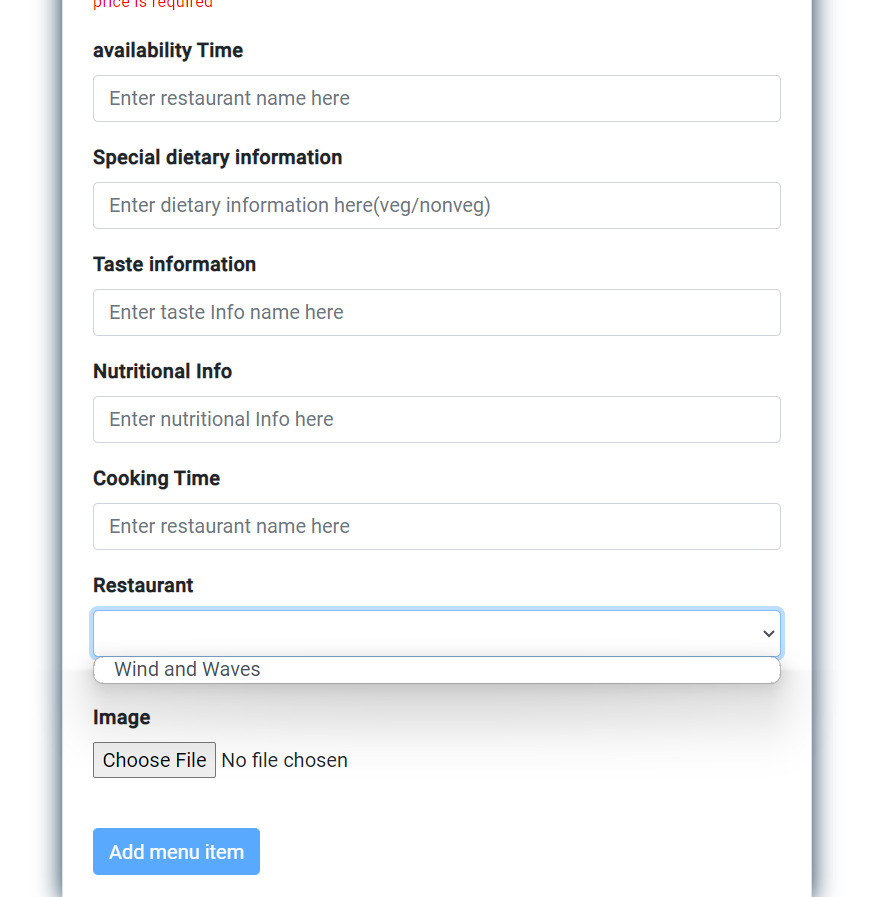 price is required
availability Time
Enter restaurant name here
Special dietary information
Enter dietary information here(veg/nonveg)
Taste information
Enter taste Info name here
Nutritional Info
Enter nutritional Info here
Cooking Time
Enter restaurant name here
Restaurant
Wind and Waves
Image
Choose File No file chosen
Add menu item